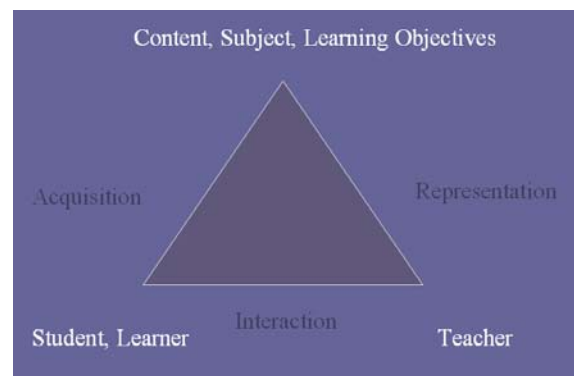 Content, Subject, Learning Objectives
Acquisition
Representation
Interaction
Student, Learner
Teacher